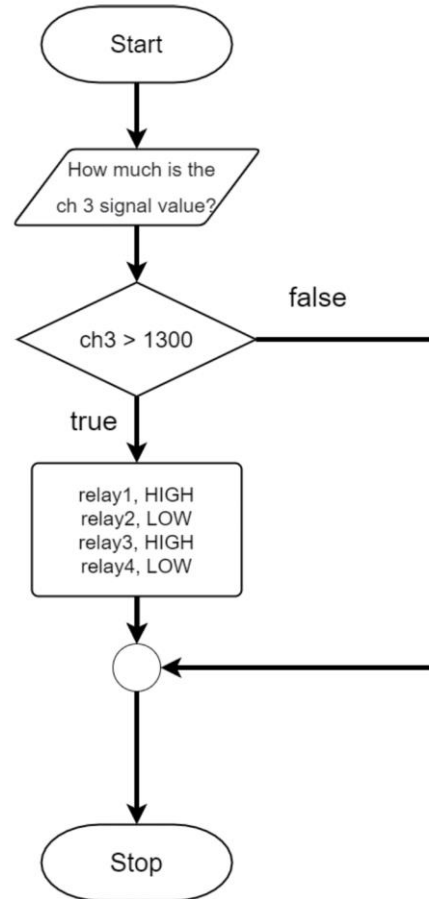 Start
How much is the
ch 3 signal value?
ch3 > 1300
false
true
relay1, HIGH
relay2, LOW
relay3, HIGH
relay4, LOW
Stop